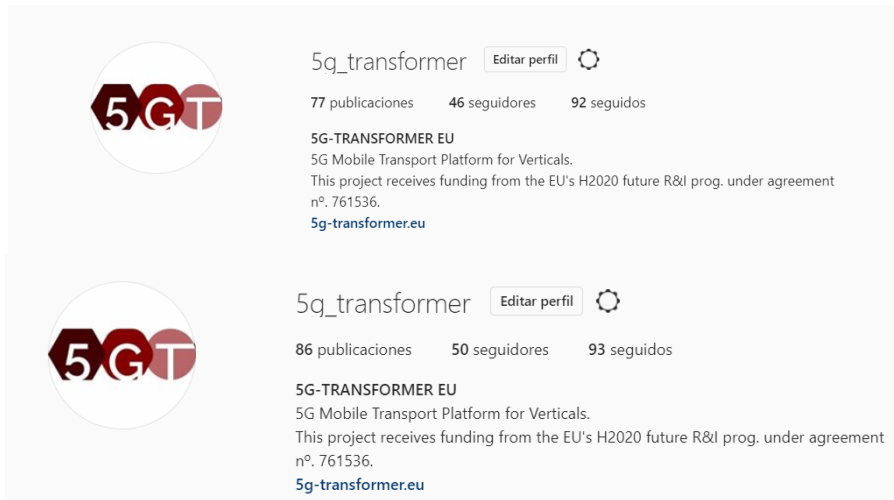 5GT
5g_transformer Editar perfil
77 publicaciones 46 seguidores 92 seguidos
5G-TRANSFORMER EU
5G Mobile Transport Platform for Verticals.
This project receives funding from the EU's H2020 future R&I prog. under agreement
nº. 761536.
5g-transformer.eu
5GT
5g_transformer Editar perfil
86 publicaciones 50 seguidores 93 seguidos
5G-TRANSFORMER EU
5G Mobile Transport Platform for Verticals.
This project receives funding from the EU's H2020 future R&I prog. under agreement
nº. 761536.
5g-transformer.eu